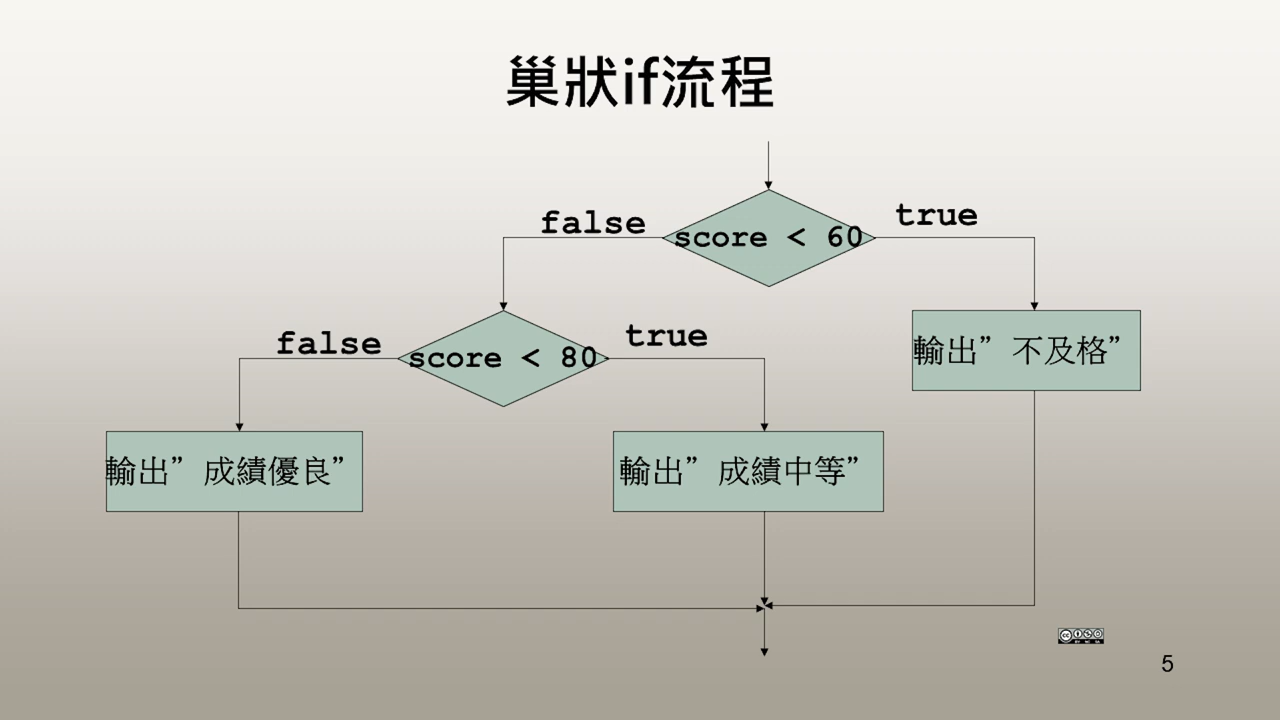 巢狀if流程
true
false
score < 60
true
false
score < 80
輸出”不及格”
輸出”成績優良”
輸出”成績中等”
5